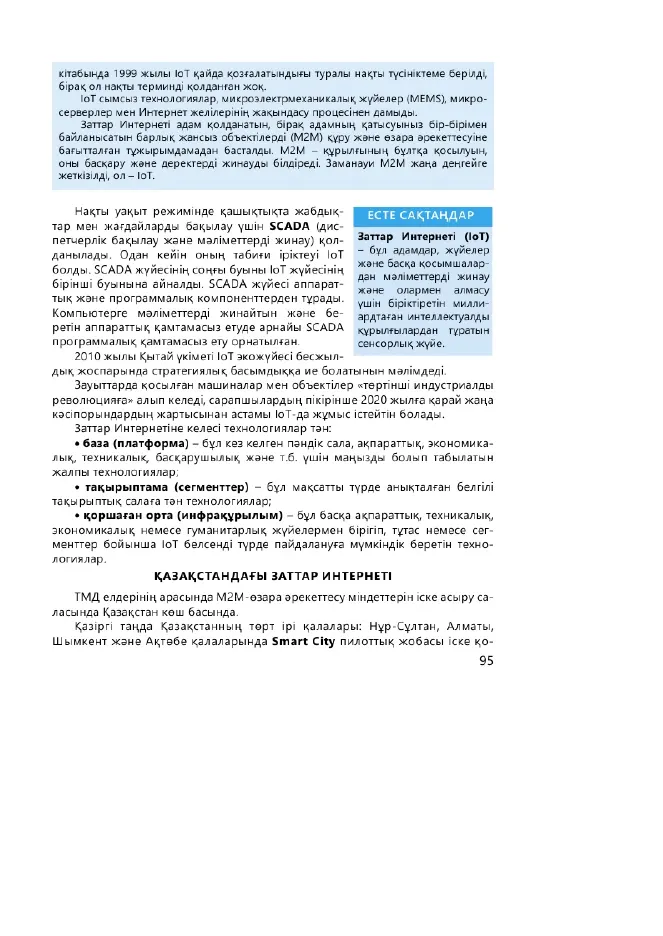 кітабында 1999 жылы IoT қайда қозғалатындығы туралы нақты түсініктеме берілді,
бірақ ол нақты терминді қолданған жоқ.
IoT сымсыз технологиялар, микроэлектрмеханикалық жүйелер (MEMS), микро-
серверлер мен Интернет желілерінің жақындасу процесінен дамыды.
Заттар Интернеті адам қолданатын, бірақ адамның қатысуыныз бір-бірімен
байланысатын барлық жансыз объектілерді (M2M) құру және өзара әрекеттесуіне
бағытталған тұжырымдамадан басталды. M2M – құрылғының бұлтқа қосылуын,
оны басқару және деректерді жинауды білдіреді. Заманауи M2M жаңа деңгейге
жеткізілді, ол – IoT.
Нақты уақыт режимінде қашықтықта жабдық-
тар мен жағдайларды бақылау үшін SCADA (дис-
петчерлік бақылау және мәліметтерді жинау) қол-
данылады. Одан кейін оның табиғи іріктеуі IoT
болды. SCADA жүйесінің соңғы буыны IoT жүйесінің
бірінші буынына айналды. SCADA жүйесі аппарат-
тық және программалық компоненттерден тұрады.
Компьютерге мәліметтерді жинайтын және бе-
ретін аппараттық қамтамасыз етуде арнайы SCADA
программалық қамтамасыз ету орнатылған.
ЕСТЕ САҚТАҢДАР
Заттар Интернеті (IoT)
– бұл адамдар, жүйелер
және басқа қосымшалар-
дан мәліметтерді жинау
және олармен алмасу
үшін біріктіретін милли-
ардтаған интеллектуалды
құрылғылардан тұратын
сенсорлық жүйе.
2010 жылы Қытай үкіметі IoT экожүйесі бесжыл-
дық жоспарында стратегиялық басымдыққа ие болатынын мәлімдеді.
Зауыттарда қосылған машиналар мен объектілер «төртінші индустриалды
революцияға» алып келеді, сарапшылардың пікірінше 2020 жылға қарай жаңа
кәсіпорындардың жартысынан астамы IoT-да жұмыс істейтін болады.
Заттар Интернетіне келесі технологиялар тән:
• база (платформа) – бұл кез келген пәндік сала, ақпараттық, экономика-
лық, техникалық, басқарушылық және т.б. үшін маңызды болып табылатын
жалпы технологиялар;
• тақырыптама (сегменттер) – бұл мақсатты түрде анықталған белгілі
тақырыптық салаға тән технологиялар;
• қоршаған орта (инфрақұрылым) – бұл басқа ақпараттық, техникалық,
экономикалық немесе гуманитарлық жүйелермен бірігіп, тұтас немесе сег-
менттер бойынша IoT белсенді түрде пайдалануға мүмкіндік беретін техно-
логиялар.
ҚАЗАҚСТАНДАҒЫ ЗАТТАР ИНТЕРНЕТІ
ТМД елдерінің арасында M2M-өзара әрекеттесу міндеттерін іске асыру са-
ласында Қазақстан көш басында.
Қазіргі таңда Қазақстанның төрт ірі қалалары: Нұр-Сұлтан, Алматы,
Шымкент және Ақтөбе қалаларында Smart City пилоттық жобасы іске қо-
95